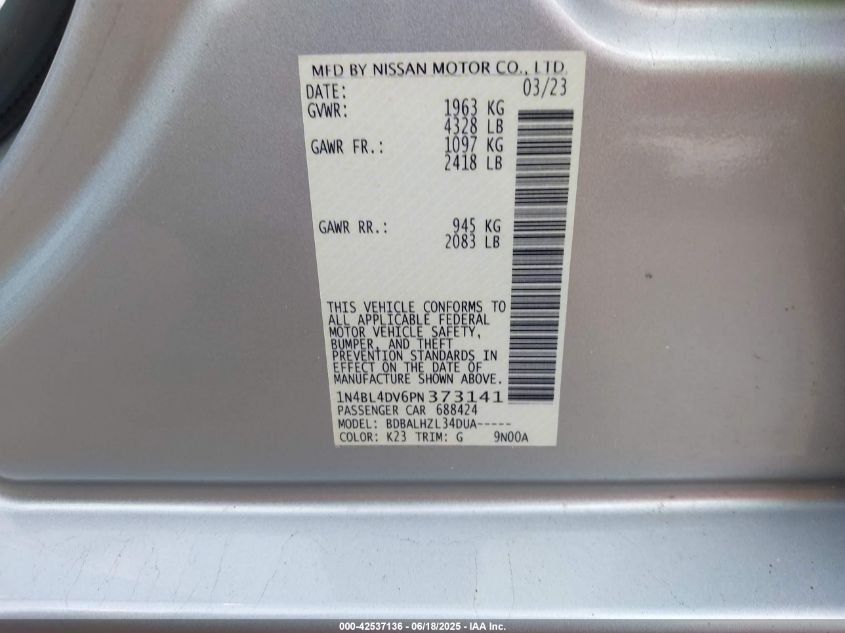 MFD BY NISSAN MOTOR CO., LTD.
DATE: 03/23
GVWR: 1963 KG
4328 LB
GAWR FR.: 1097 KG
2418 LB
GAWR RR.: 945 KG
2083 LB
THIS VEHICLE CONFORMS TO
ALL APPLICABLE FEDERAL
MOTOR VEHICLE SAFETY,
BUMPER, AND THEFT
PREVENTION STANDARDS IN
EFFECT ON THE DATE OF
MANUFACTURE SHOWN ABOVE.
1N4BL4DV6PN373141
PASSENGER CAR 688424
MODEL: BDBALHZL34DUA-----
COLOR: K23 TRIM: G 9N00A
000-42537136 - 06/18/2025 - IAA Inc.